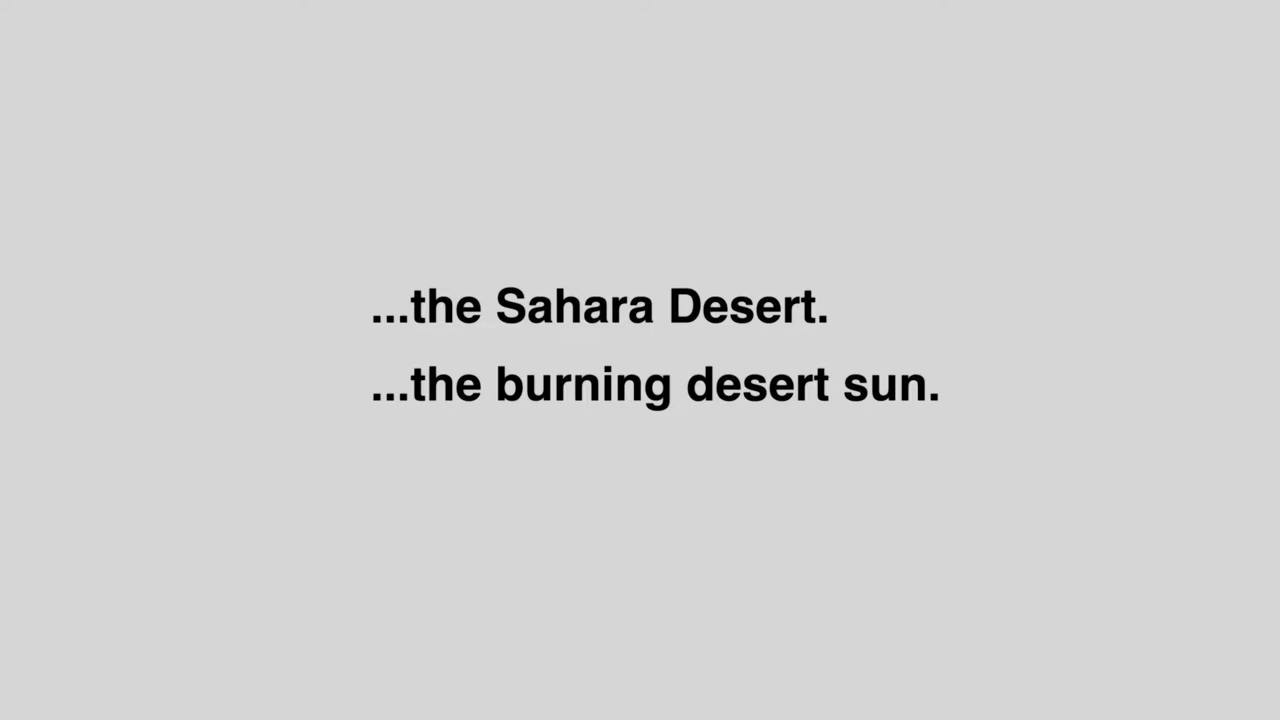 ...the Sahara Desert.
...the burning desert sun.